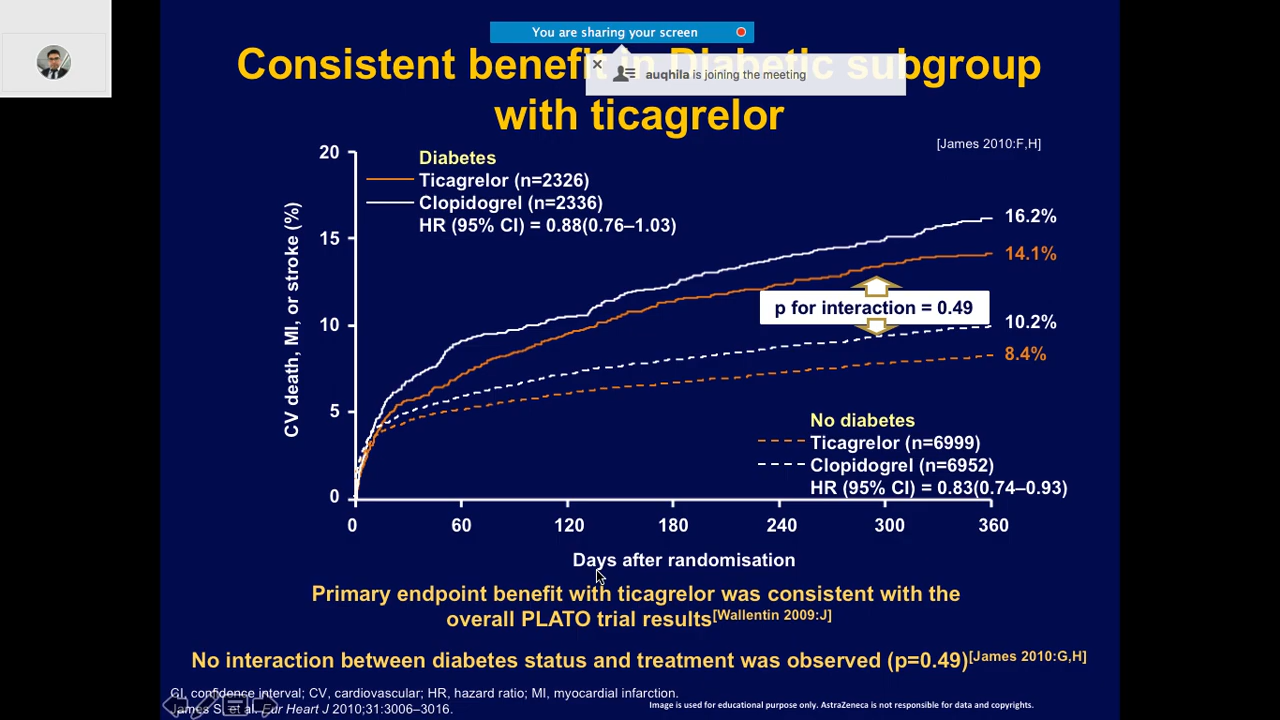 You are sharing your screen
auqhila is joining the meeting
Consistent benefit in Diabetic subgroup
with ticagrelor
[James 2010:F,H]
Diabetes
Ticagrelor (n=2326)
Clopidogrel (n=2336)
HR (95% CI) = 0.88(0.76–1.03)
CV death, MI, or stroke (%)
20
15
10
5
0
16.2%
14.1%
p for interaction = 0.49
10.2%
8.4%
No diabetes
Ticagrelor (n=6999)
Clopidogrel (n=6952)
HR (95% CI) = 0.83(0.74–0.93)
0 60 120 180 240 300 360
Days after randomisation
Primary endpoint benefit with ticagrelor was consistent with the
overall PLATO trial results[Wallentin 2009:J]
No interaction between diabetes status and treatment was observed (p=0.49)[James 2010:G,H]
CI, confidence interval; CV, cardiovascular; HR, hazard ratio; MI, myocardial infarction.
James S, et al. Eur Heart J 2010;31:3006–3016.
Image is used for educational purpose only. AstraZeneca is not responsible for data and copyrights.